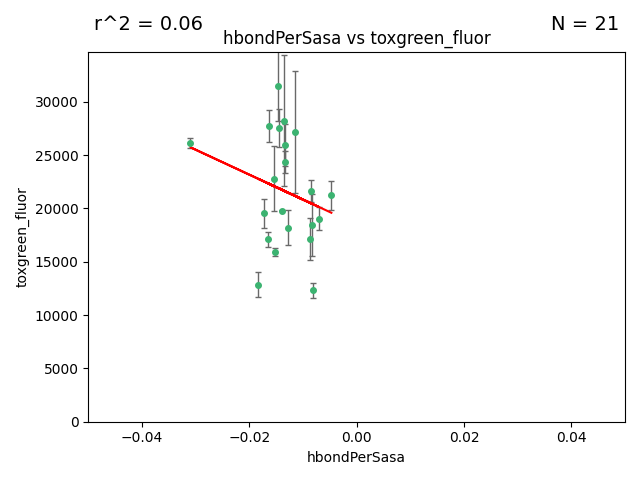 r^2 = 0.06
N = 21
hbondPerSasa vs toxgreen_fluor
30000
25000
20000
15000
10000
5000
0
toxgreen_fluor
−0.04
−0.02
0.00
0.02
0.04
hbondPerSasa